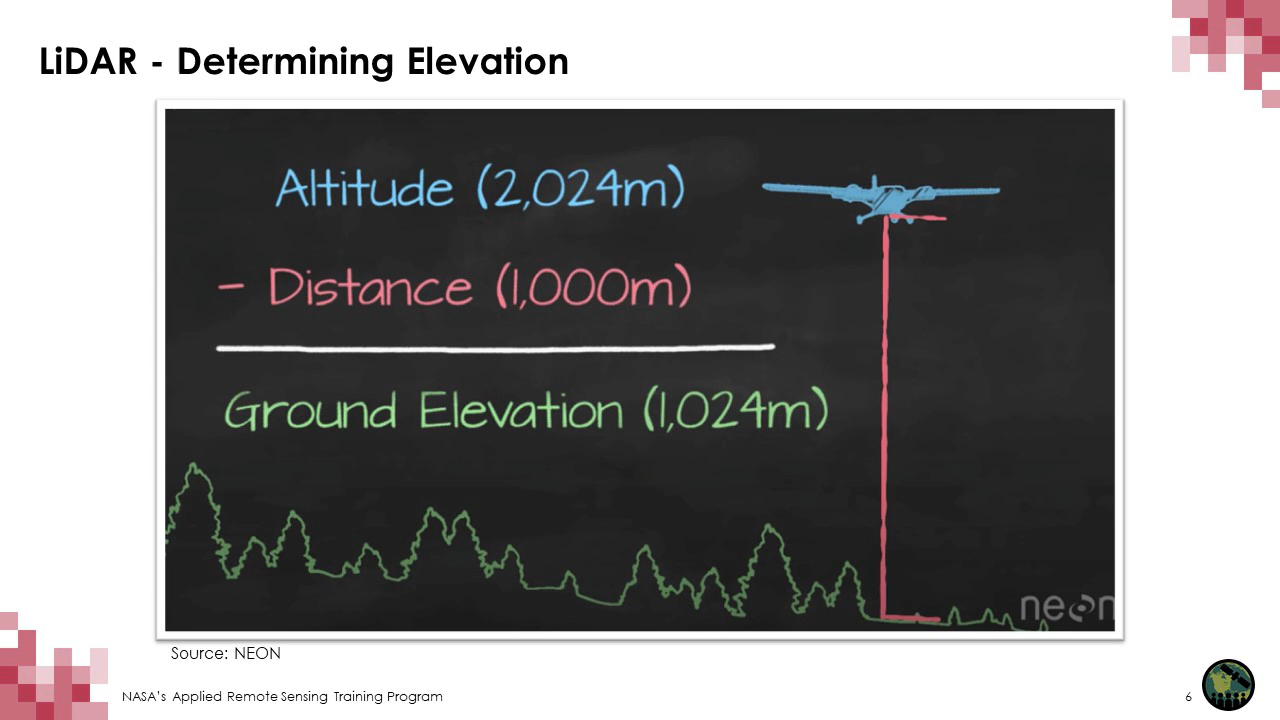 LiDAR - Determining Elevation
Altitude (2,024m)
- Distance (1,000m)
Ground Elevation (1,024m)
neon
Source: NEON
NASA's Applied Remote Sensing Training Program
6